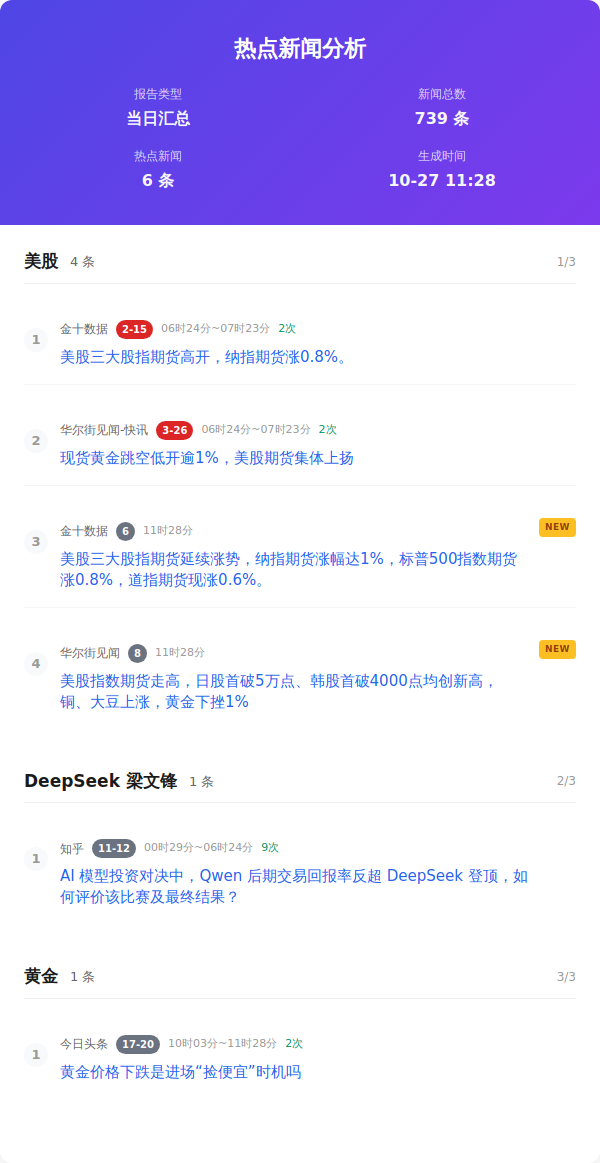 热点新闻分析
报告类型
当日汇总
新闻总数
739 条
热点新闻
6 条
生成时间
10-27 11:28
美股 4 条 1/3
1
金十数据 2-15 06时24分~07时23分 2次
美股三大股指期货高开，纳指期货涨0.8%。
2
华尔街见闻-快讯 3-26 06时24分~07时23分 2次
现货黄金跳空低开逾1%，美股期货集体上扬
3
金十数据 6 11时28分 NEW
美股三大股指期货延续涨势，纳指期货涨幅达1%，标普500指数期货
涨0.8%，道指期货现涨0.6%。
4
华尔街见闻 8 11时28分 NEW
美股指数期货走高，日股首破5万点、韩股首破4000点均创新高，
铜、大豆上涨，黄金下挫1%
DeepSeek 梁文锋 1 条 2/3
1
知乎 11-12 00时29分~06时24分 9次
AI 模型投资对决中，Qwen 后期交易回报率反超 DeepSeek 登顶，如
何评价该比赛及最终结果？
黄金 1 条 3/3
1
今日头条 17-20 10时03分~11时28分 2次
黄金价格下跌是进场“捡便宜”时机吗